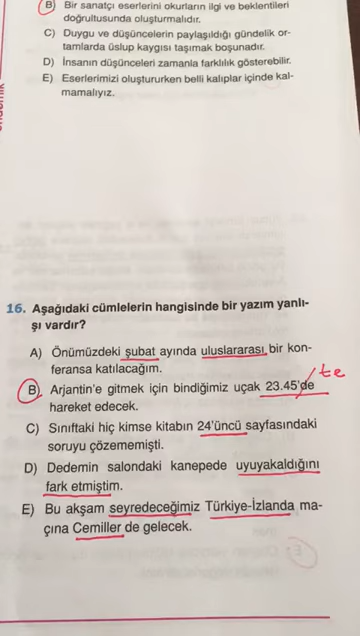 B) Bir sanatçı eserlerini okurların ilgi ve beklentileri
doğrultusunda oluşturmalıdır.
C) Duygu ve düşüncelerin paylaşıldığı gündelik or-
tamlarda üslup kaygısı taşımak boşunadır.
D) İnsanın düşünceleri zamanla farklılık gösterebilir.
E) Eserlerimizi oluştururken belli kalıplar içinde kal-
mamalıyız.
16. Aşağıdaki cümlelerin hangisinde bir yazım yanlı-
şı vardır?
A) Önümüzdeki şubat ayında uluslararası bir kon-
feransa katılacağım.
/te
B) Arjantin'e gitmek için bindiğimiz uçak 23.45'de
hareket edecek.
C) Sınıftaki hiç kimse kitabın 24'üncü sayfasındaki
soruyu çözememişti.
D) Dedemin salondaki kanepede uyuyakaldığını
fark etmiştim.
E) Bu akşam seyredeceğimiz Türkiye-İzlanda ma-
çına Cemiller de gelecek.